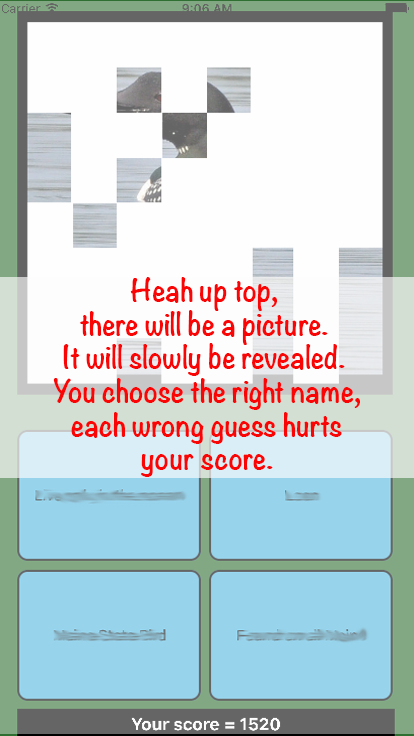 Carrier 9:06 AM
Heah up top,
there will be a picture.
It will slowly be revealed.
You choose the right name,
each wrong guess hurts
your score.
Loon
Maine State Bird
Your score = 1520